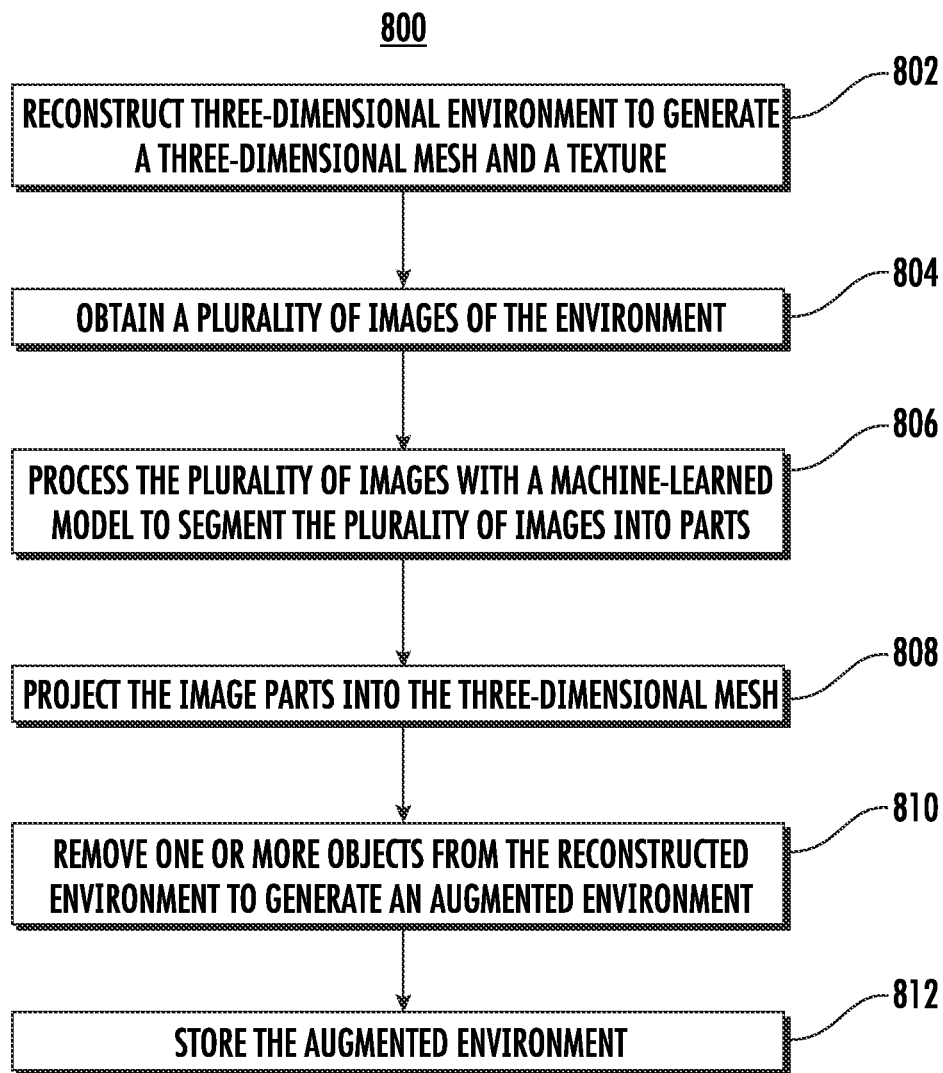 800
802
RECONSTRUCT THREE-DIMENSIONAL ENVIRONMENT TO GENERATE
A THREE-DIMENSIONAL MESH AND A TEXTURE
804
OBTAIN A PLURALITY OF IMAGES OF THE ENVIRONMENT
806
PROCESS THE PLURALITY OF IMAGES WITH A MACHINE-LEARNED
MODEL TO SEGMENT THE PLURALITY OF IMAGES INTO PARTS
808
PROJECT THE IMAGE PARTS INTO THE THREE-DIMENSIONAL MESH
810
REMOVE ONE OR MORE OBJECTS FROM THE RECONSTRUCTED
ENVIRONMENT TO GENERATE AN AUGMENTED ENVIRONMENT
812
STORE THE AUGMENTED ENVIRONMENT